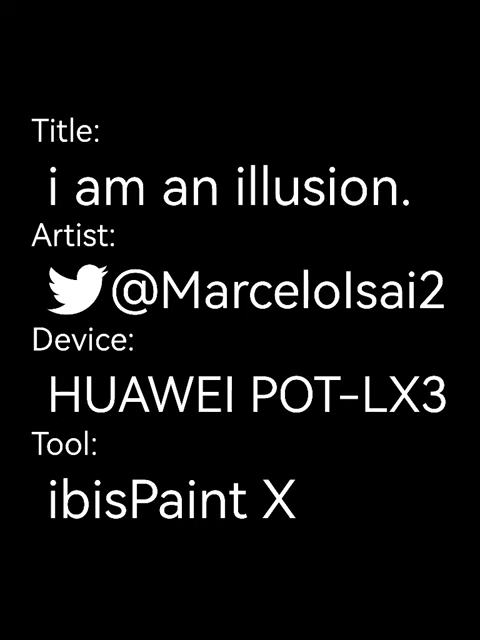 Title:
i am an illusion.
Artist:
@MarceloIsai2
Device:
HUAWEI POT-LX3
Tool:
ibisPaint X